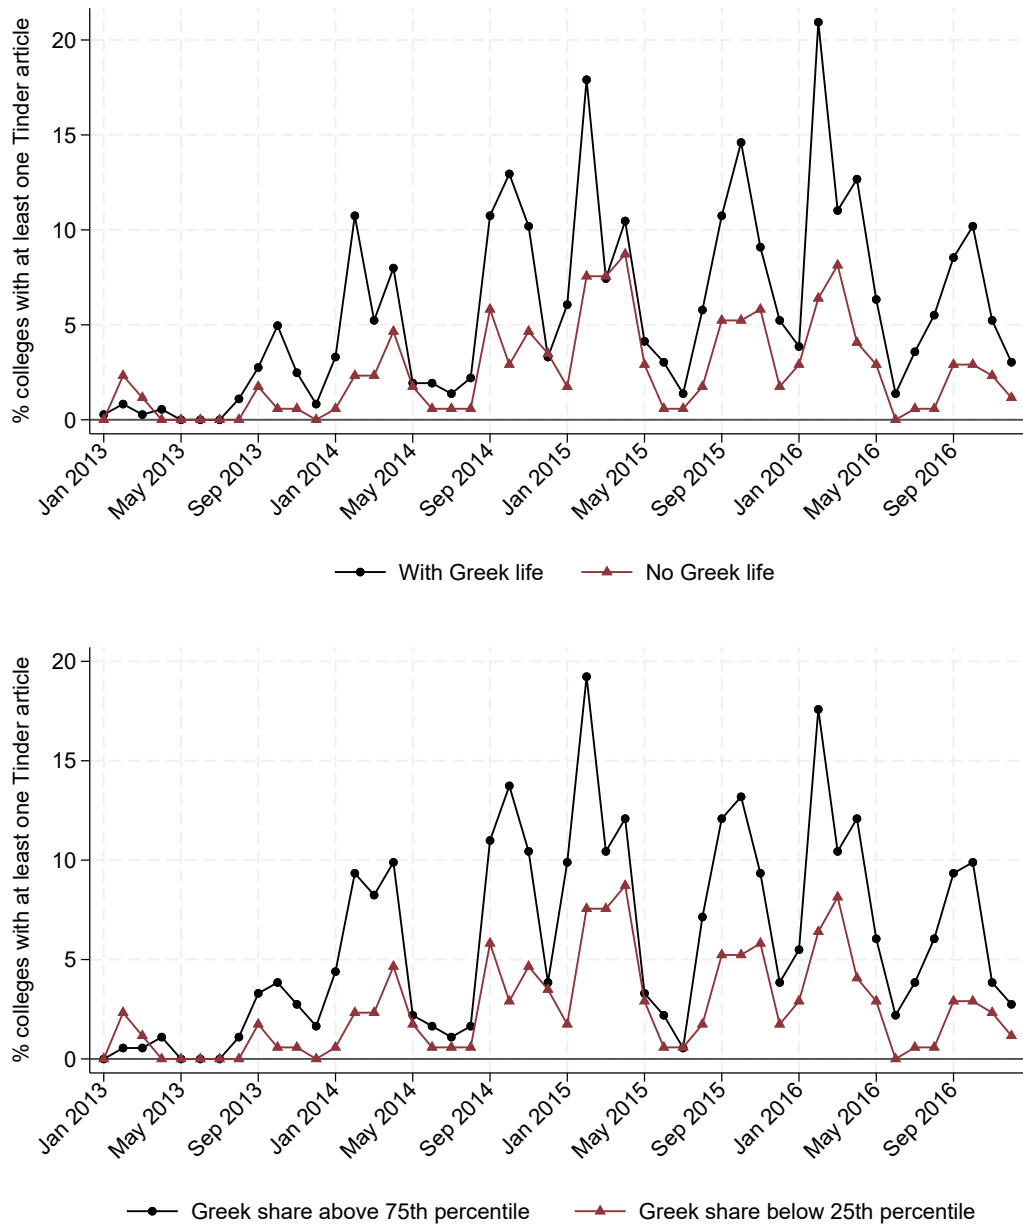 % colleges with at least one Tinder article
20
15
10
5
0
Jan 2013
May 2013
Sep 2013
Jan 2014
May 2014
Sep 2014
Jan 2015
May 2015
Sep 2015
Jan 2016
May 2016
Sep 2016
With Greek life
No Greek life
% colleges with at least one Tinder article
20
15
10
5
0
Jan 2013
May 2013
Sep 2013
Jan 2014
May 2014
Sep 2014
Jan 2015
May 2015
Sep 2015
Jan 2016
May 2016
Sep 2016
Greek share above 75th percentile
Greek share below 25th percentile